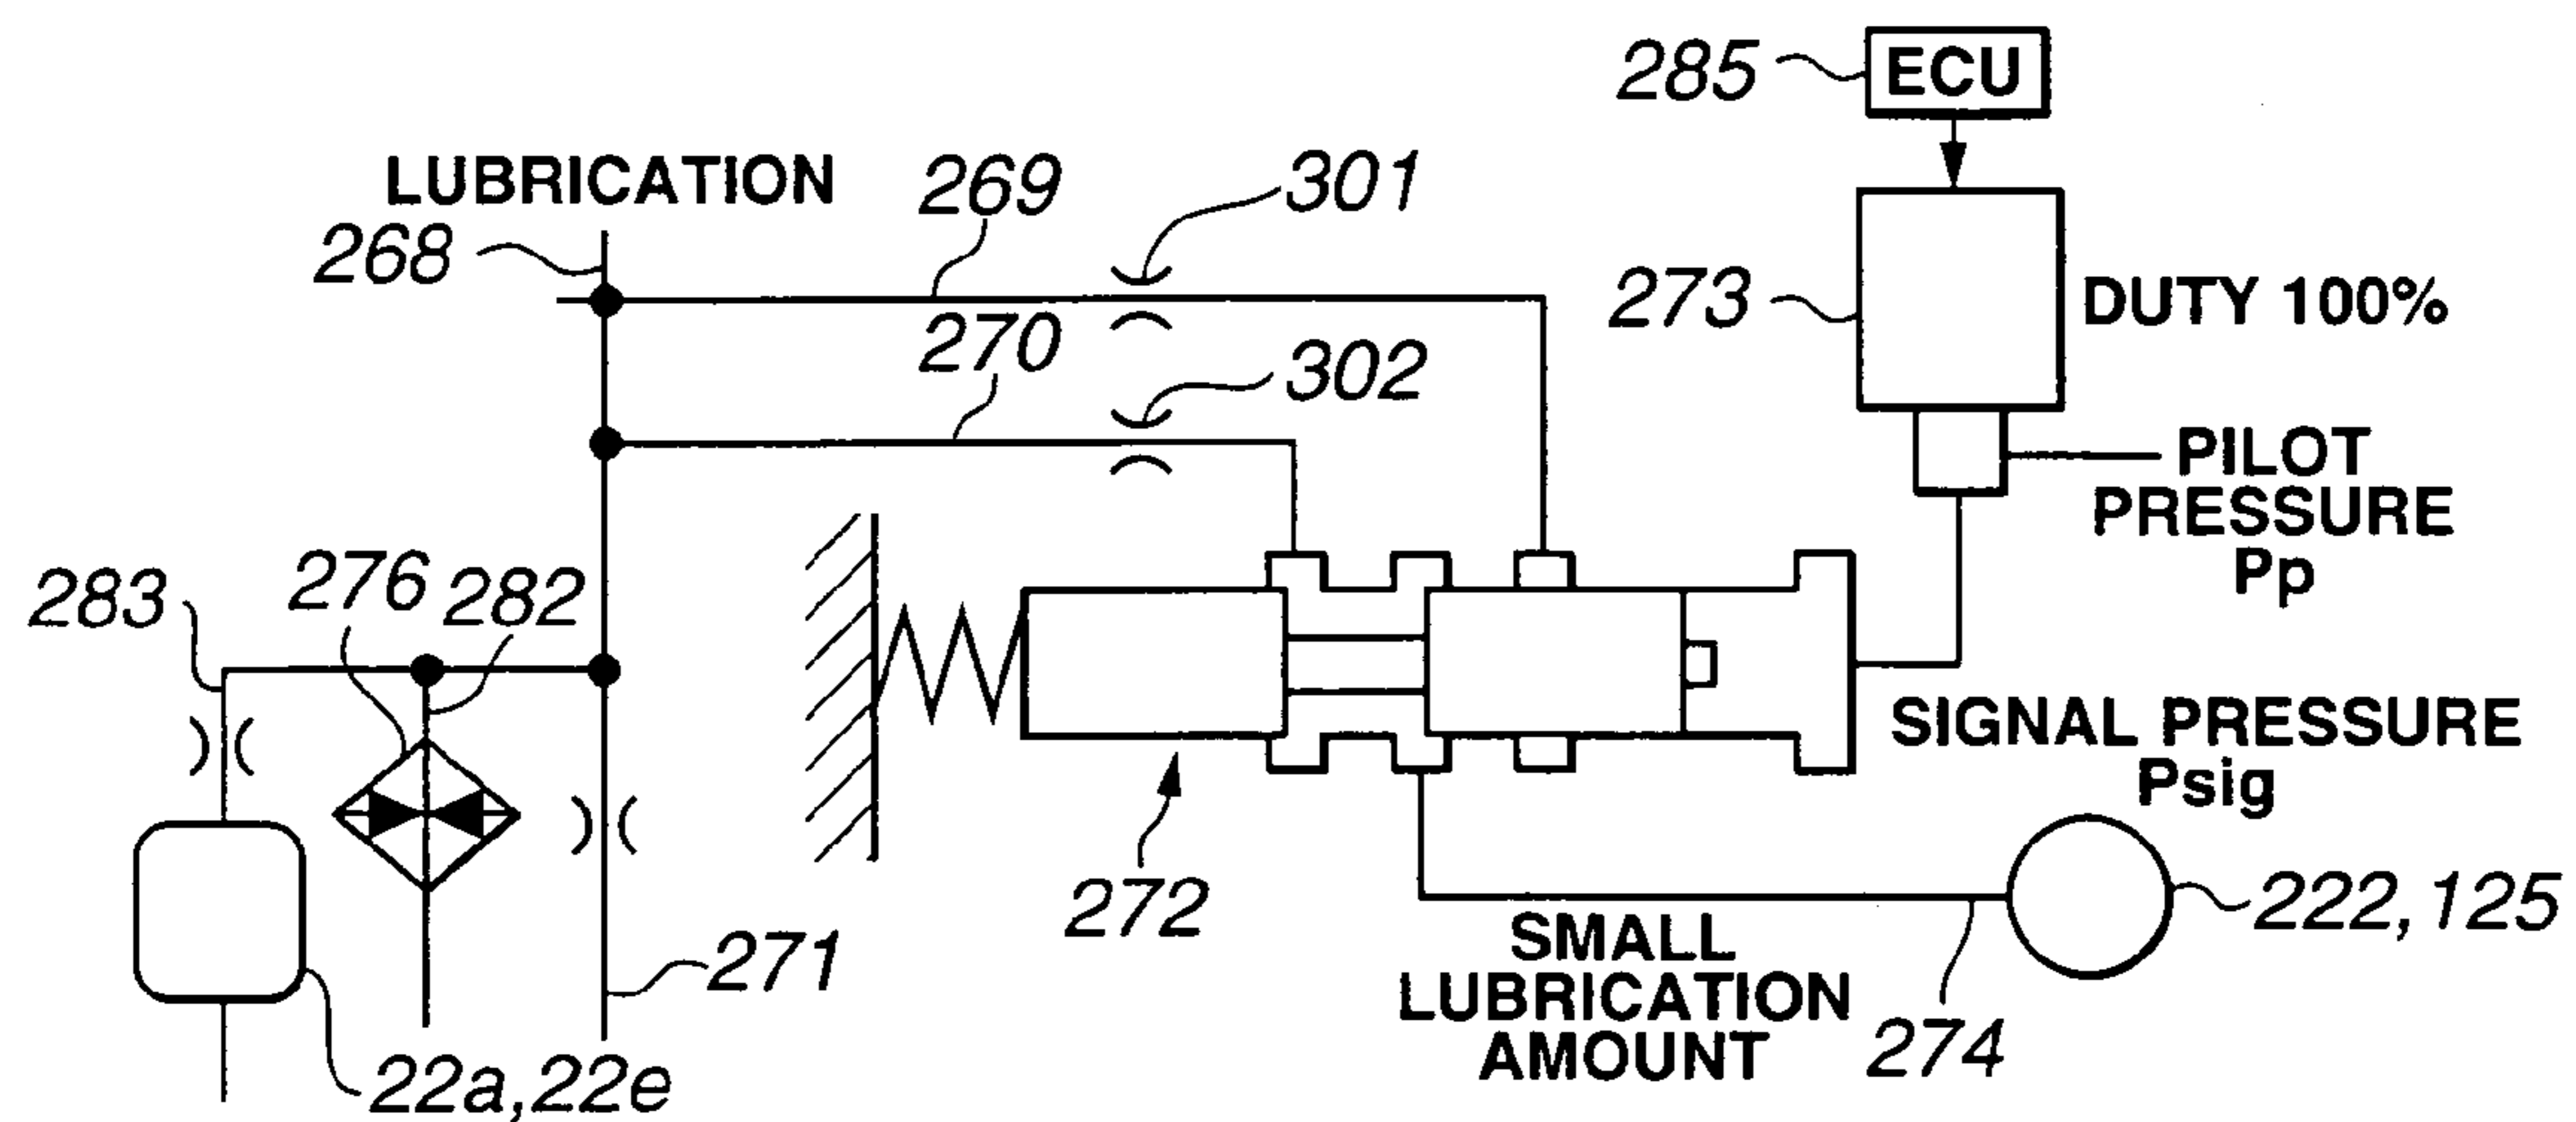 285
ECU
LUBRICATION
268
269
301
273
DUTY 100%
270
302
PILOT
PRESSURE
Pp
283
276
282
SIGNAL PRESSURE
Psig
272
SMALL
LUBRICATION
AMOUNT
274
222, 125
271
22a, 22e